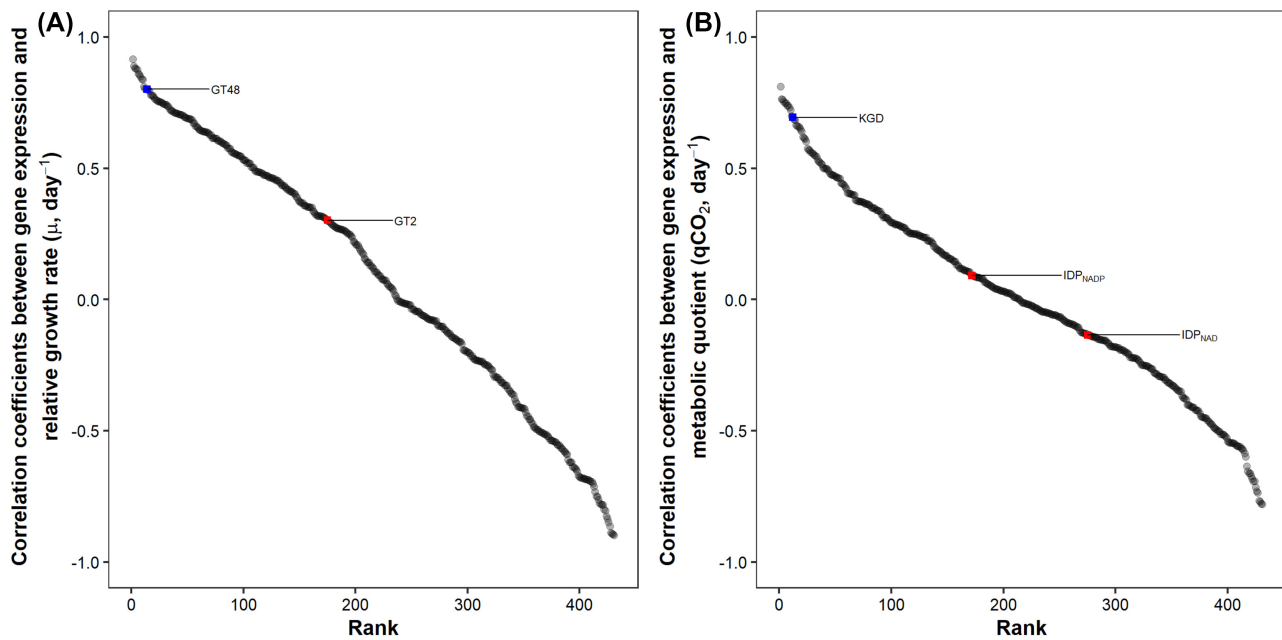 (A)
Correlation coefficients between gene expression and
relative growth rate (μ, day⁻¹)
1.0
0.5
0.0
-0.5
-1.0
GT48
GT2
0 100 200 300 400
Rank
(B)
Correlation coefficients between gene expression and
metabolic quotient (qCO₂, day⁻¹)
1.0
0.5
0.0
-0.5
-1.0
KGD
IDP_NADP
IDP_NAD
0 100 200 300 400
Rank